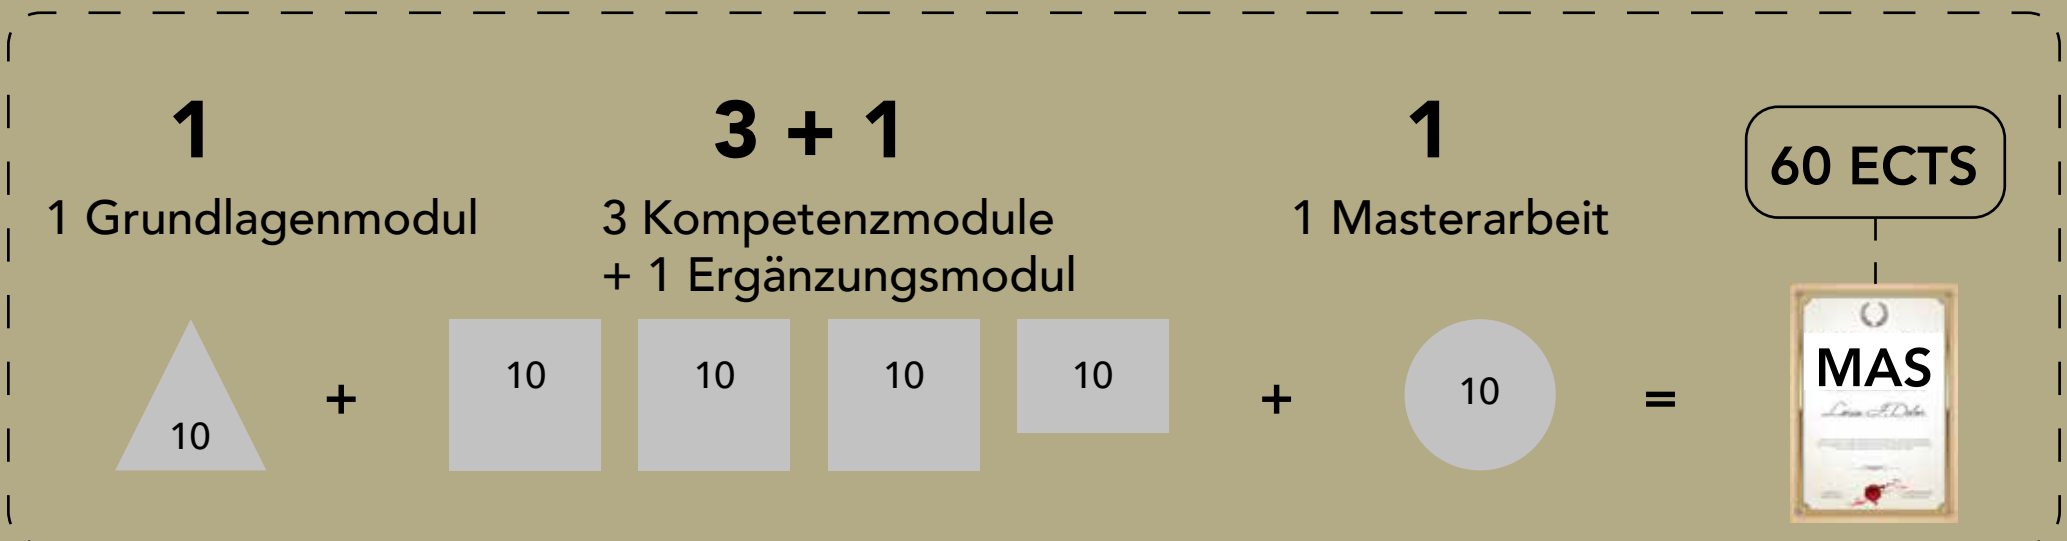 1
1 Grundlagenmodul
3 + 1
3 Kompetenzmodule
+ 1 Ergänzungsmodul
1
1 Masterarbeit
60 ECTS
10 + 10 10 10 10 + 10 =
MAS